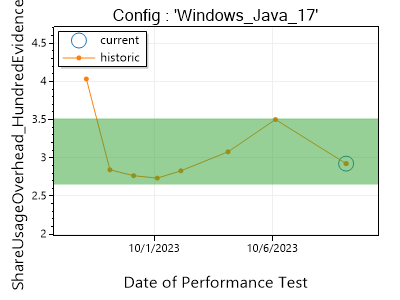 Config : 'Windows_Java_17'
current
historic
ShareUsageOverhead_HundredEvidence
4.5
4
3.5
3
2.5
2
10/1/2023
10/6/2023
Date of Performance Test